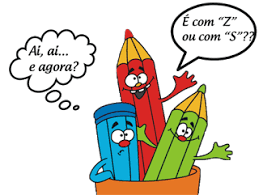 Ai, ai...
e agora?
É com “Z”
ou com “S”??